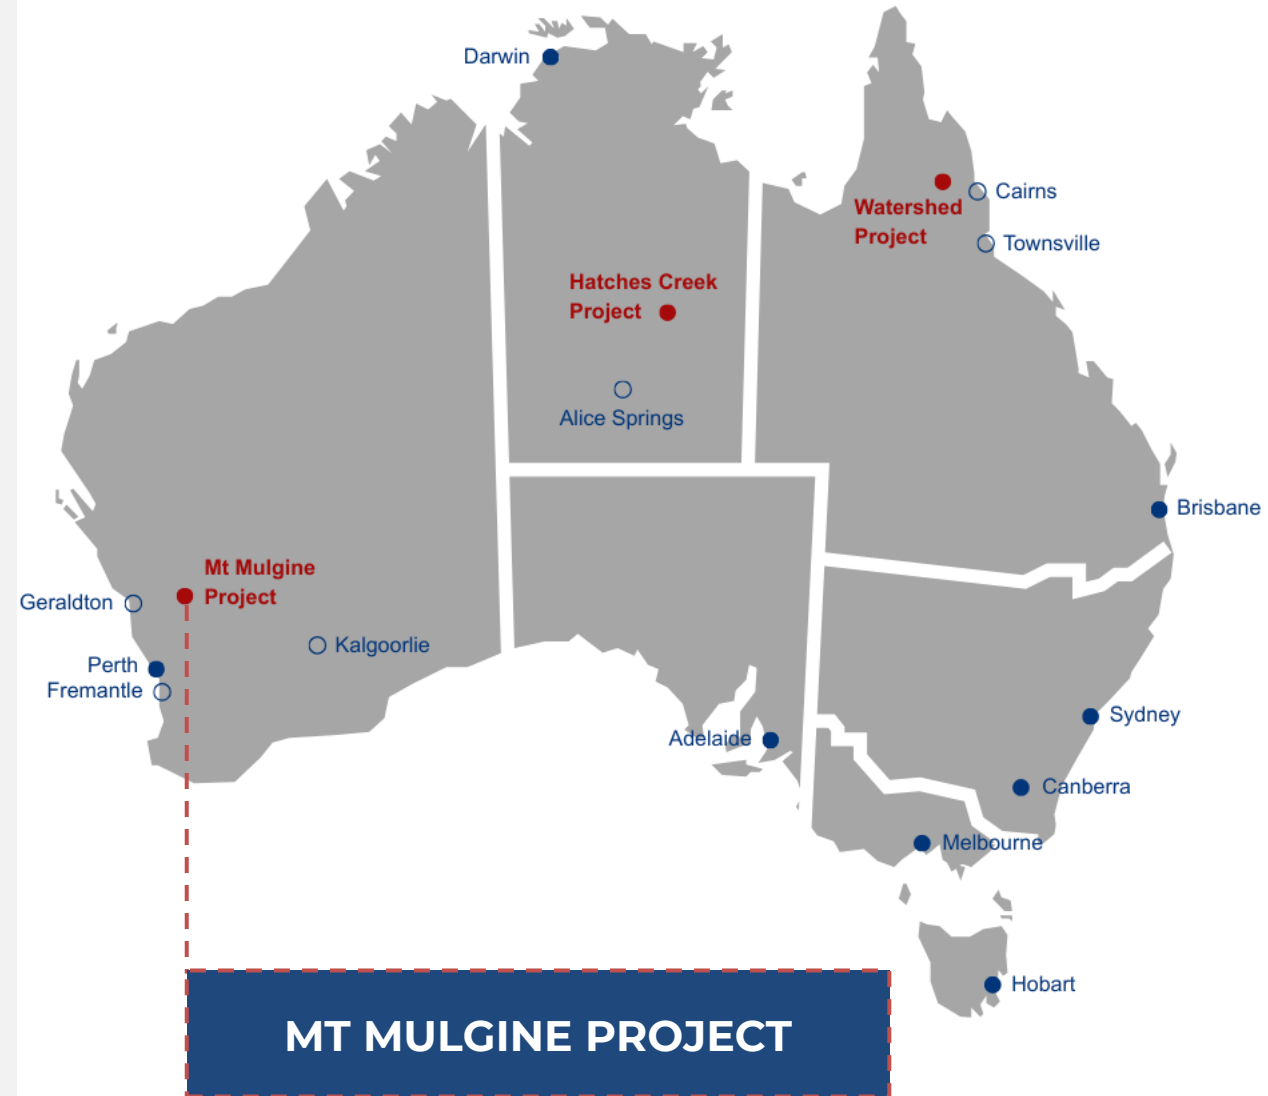 Darwin
Cairns
Watershed
Project
Townsville
Hatches Creek
Project
Alice Springs
Brisbane
Mt Mulgine
Project
Geraldton
Kalgoorlie
Perth
Fremantle
Sydney
Adelaide
Canberra
Melbourne
Hobart
MT MULGINE PROJECT